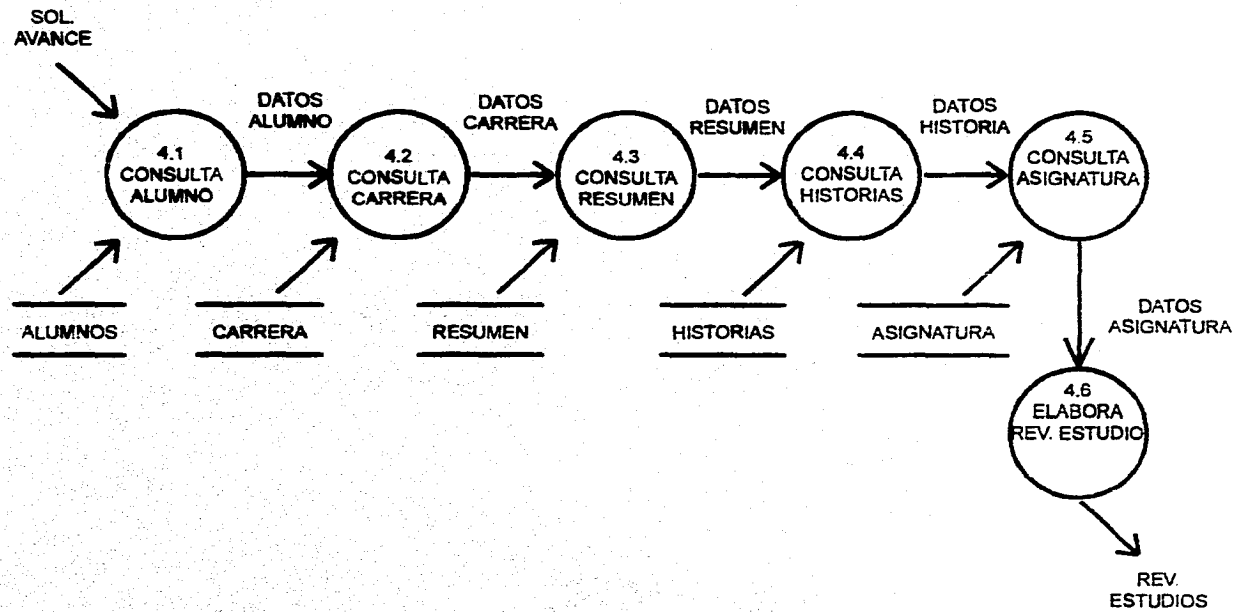 SOL.
AVANCE
DATOS
ALUMNO
DATOS
CARRERA
DATOS
RESUMEN
DATOS
HISTORIA
4.1
CONSULTA
ALUMNO
4.2
CONSULTA
CARRERA
4.3
CONSULTA
RESUMEN
4.4
CONSULTA
HISTORIAS
4.5
CONSULTA
ASIGNATURA
ALUMNOS
CARRERA
RESUMEN
HISTORIAS
ASIGNATURA
DATOS
ASIGNATURA
4.6
ELABORA
REV. ESTUDIO
REV.
ESTUDIOS